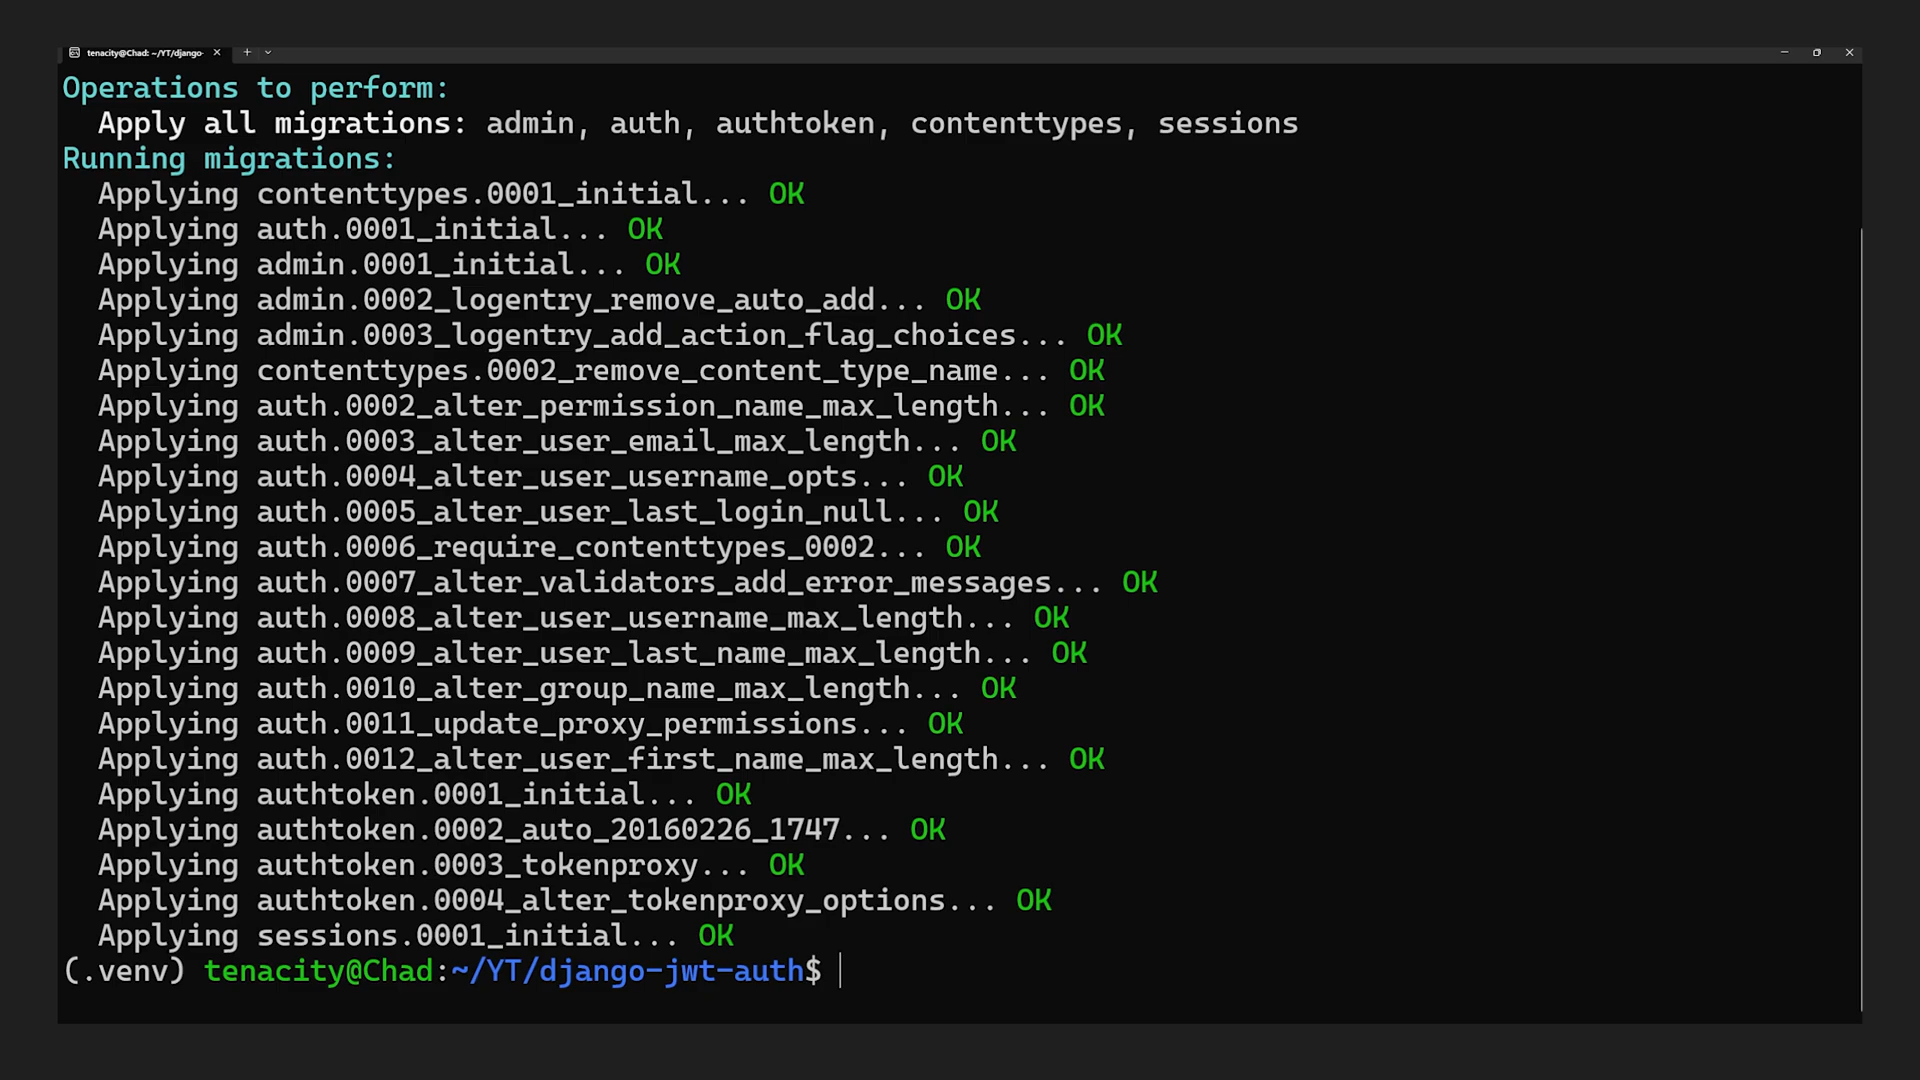 tenacity@Chad: ~/YT/django-
Operations to perform:
  Apply all migrations: admin, auth, authtoken, contenttypes, sessions
Running migrations:
  Applying contenttypes.0001_initial... OK
  Applying auth.0001_initial... OK
  Applying admin.0001_initial... OK
  Applying admin.0002_logentry_remove_auto_add... OK
  Applying admin.0003_logentry_add_action_flag_choices... OK
  Applying contenttypes.0002_remove_content_type_name... OK
  Applying auth.0002_alter_permission_name_max_length... OK
  Applying auth.0003_alter_user_email_max_length... OK
  Applying auth.0004_alter_user_username_opts... OK
  Applying auth.0005_alter_user_last_login_null... OK
  Applying auth.0006_require_contenttypes_0002... OK
  Applying auth.0007_alter_validators_add_error_messages... OK
  Applying auth.0008_alter_user_username_max_length... OK
  Applying auth.0009_alter_user_last_name_max_length... OK
  Applying auth.0010_alter_group_name_max_length... OK
  Applying auth.0011_update_proxy_permissions... OK
  Applying auth.0012_alter_user_first_name_max_length... OK
  Applying authtoken.0001_initial... OK
  Applying authtoken.0002_auto_20160226_1747... OK
  Applying authtoken.0003_tokenproxy... OK
  Applying authtoken.0004_alter_tokenproxy_options... OK
  Applying sessions.0001_initial... OK
(.venv) tenacity@Chad:~/YT/django-jwt-auth$